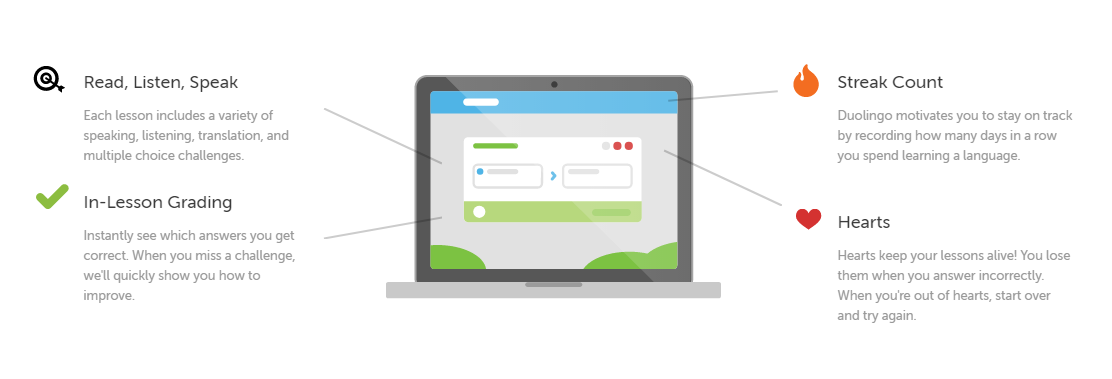 Read, Listen, Speak
Each lesson includes a variety of
speaking, listening, translation, and
multiple choice challenges.
In-Lesson Grading
Instantly see which answers you get
correct. When you miss a challenge,
we'll quickly show you how to
improve.
Streak Count
Duolingo motivates you to stay on track
by recording how many days in a row
you spend learning a language.
Hearts
Hearts keep your lessons alive! You lose
them when you answer incorrectly.
When you're out of hearts, start over
and try again.